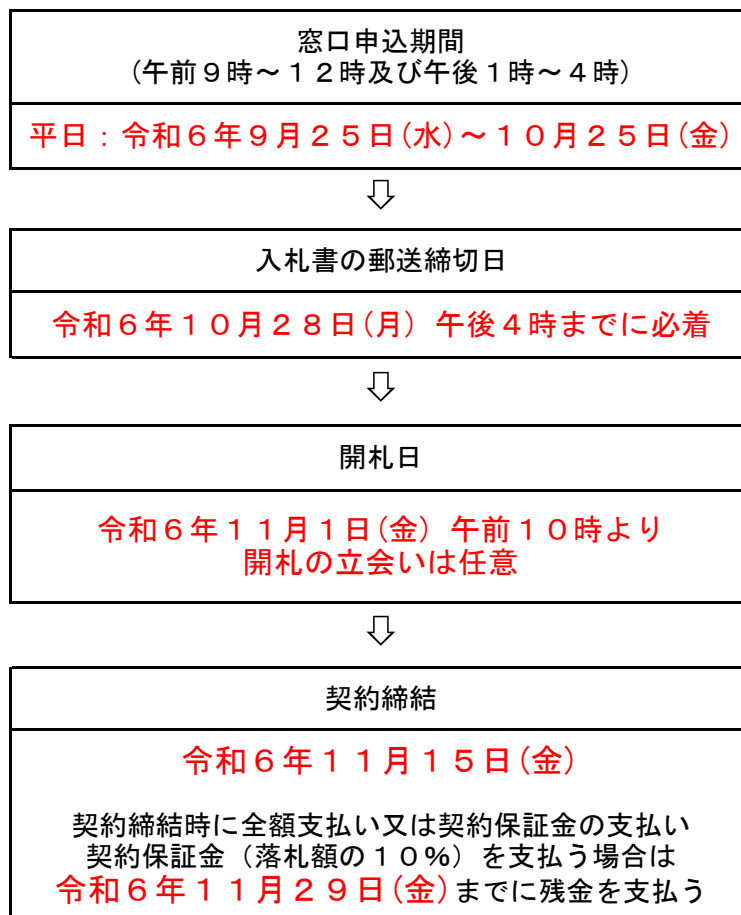 窓口申込期間
(午前９時～１２時及び午後１時～４時)
平日：令和６年９月２５日(水)～１０月２５日(金)
⇩
入札書の郵送締切日
令和６年１０月２８日(月) 午後４時までに必着
⇩
開札日
令和６年１１月１日(金) 午前１０時より
開札の立会いは任意
⇩
契約締結
令和６年１１月１５日(金)
契約締結時に全額支払い又は契約保証金の支払い
契約保証金（落札額の１０％）を支払う場合は
令和６年１１月２９日(金)までに残金を支払う